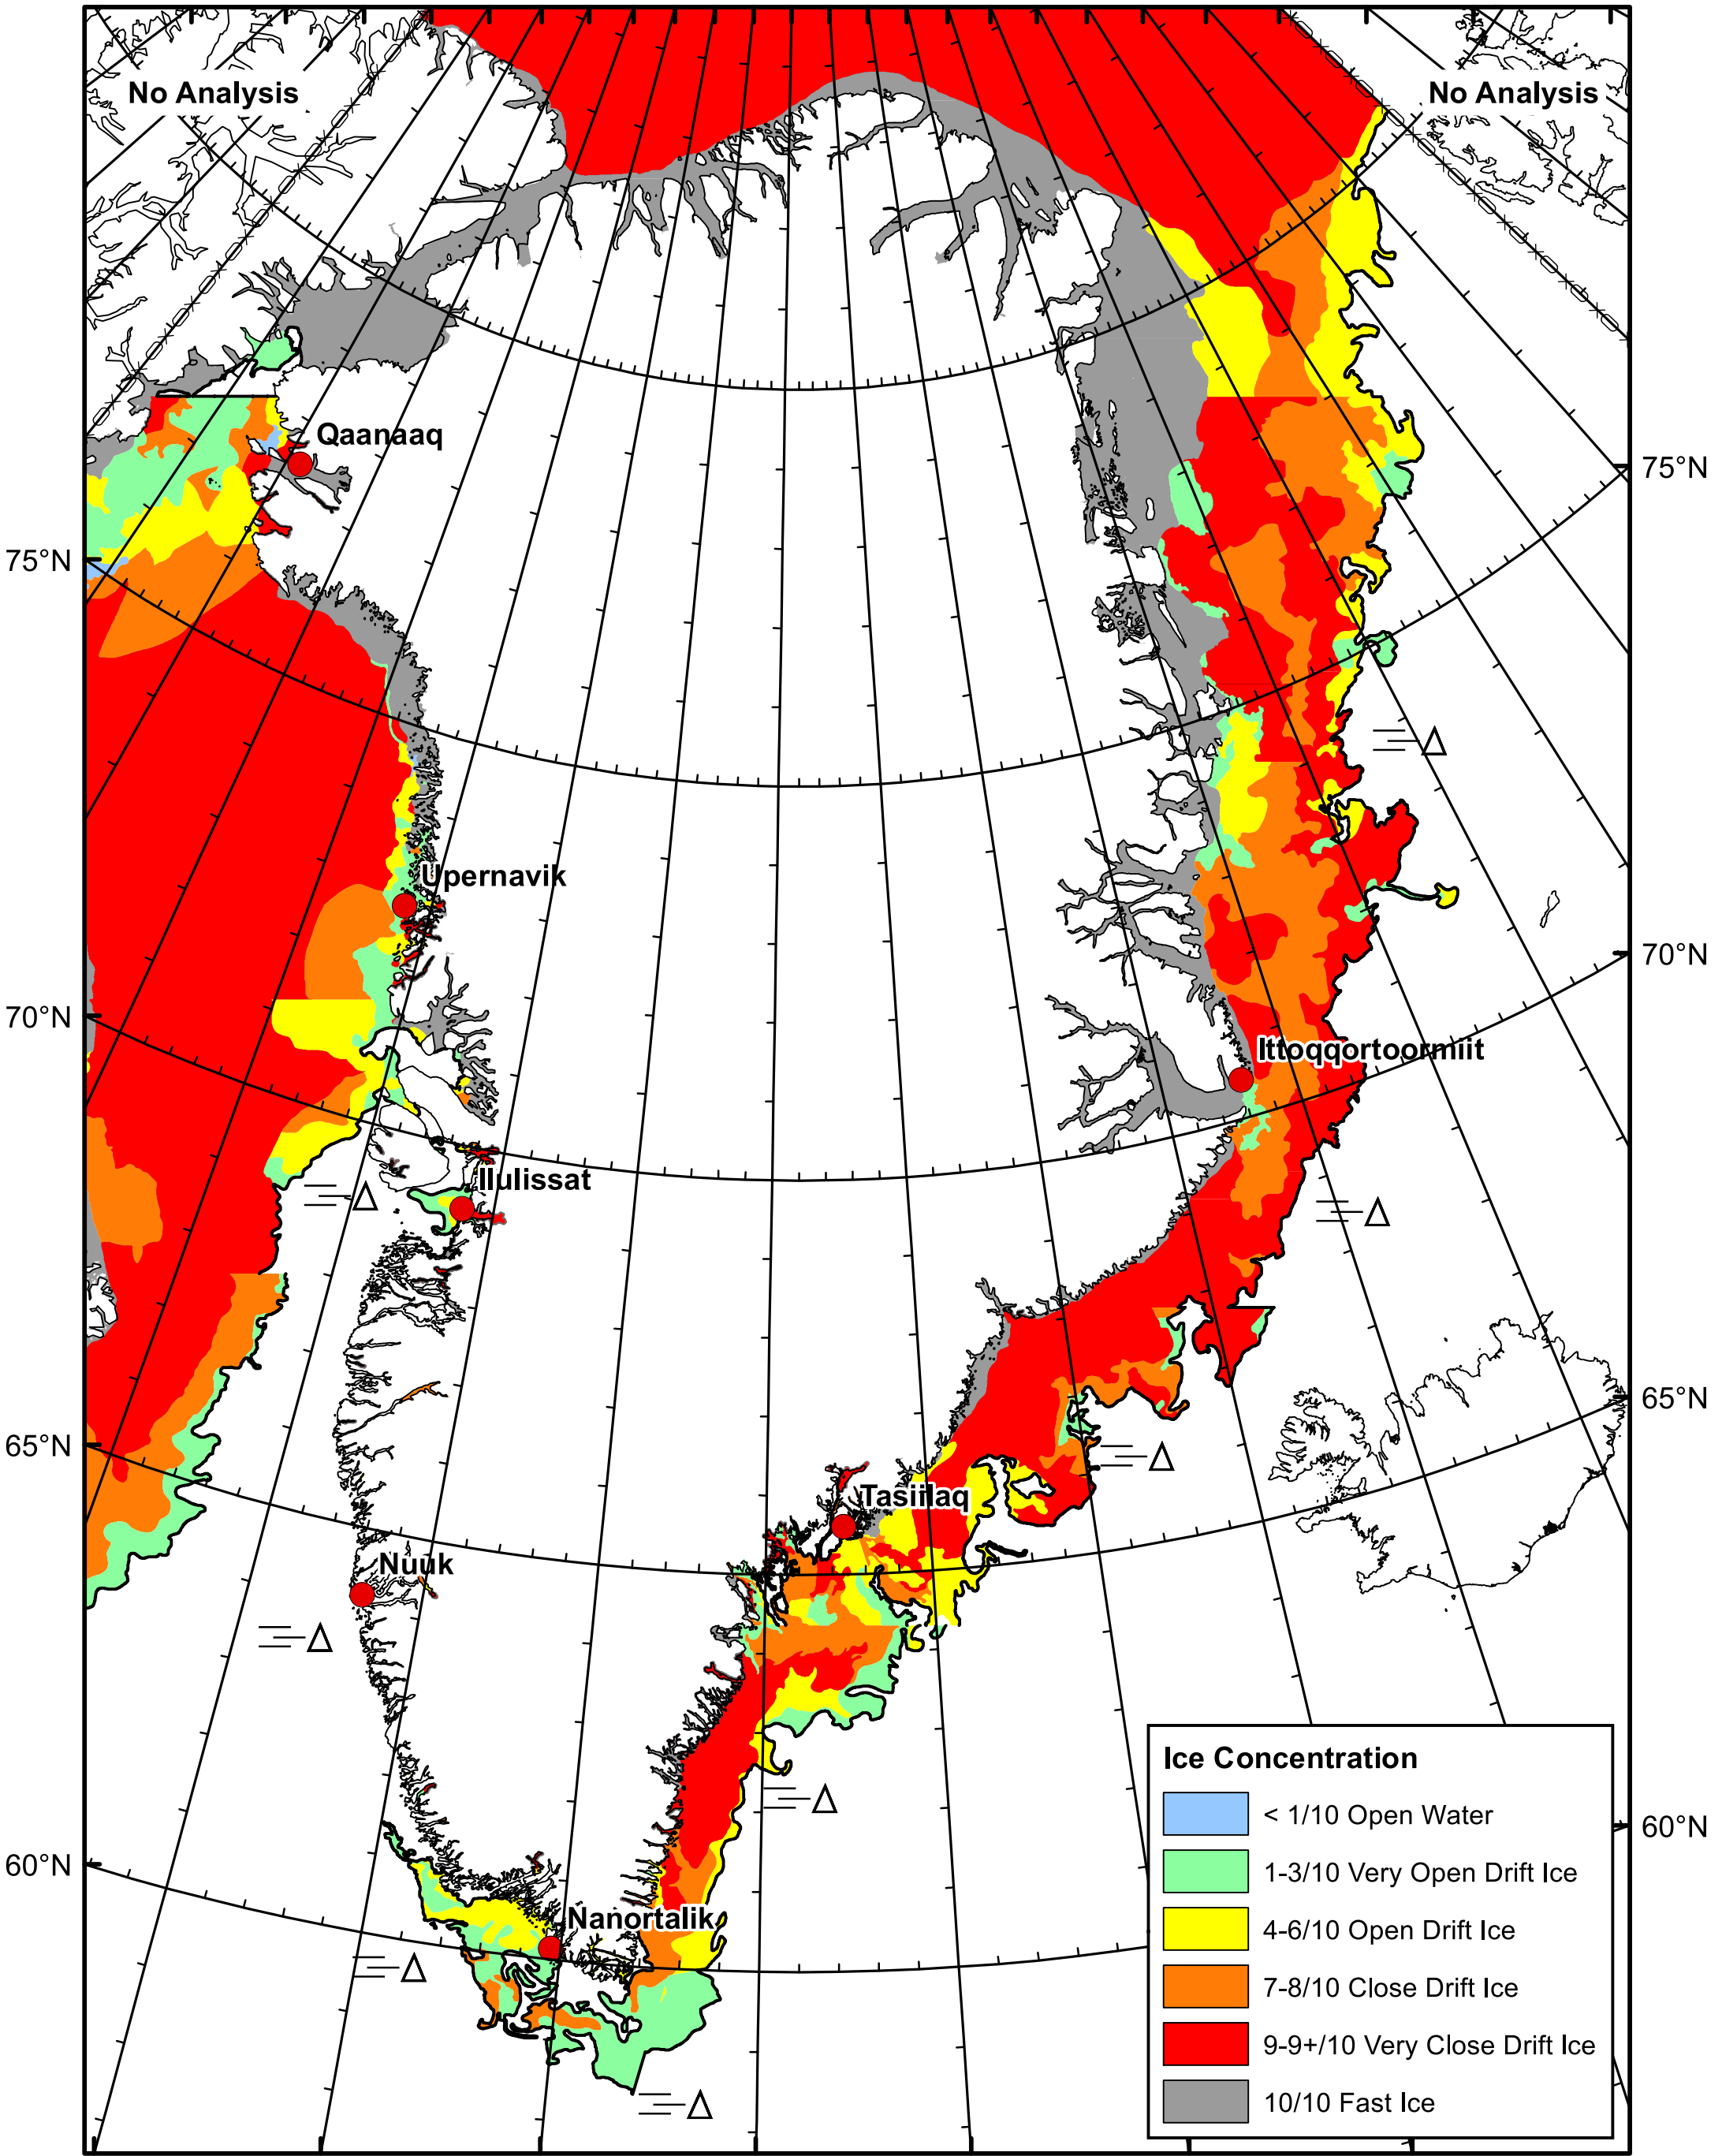 No Analysis
No Analysis
Qaanaaq
75°N
75°N
Upernavik
70°N
70°N
Ittoqqortoormiit
Ilulissat
65°N
65°N
Tasiilaq
Nuuk
60°N
60°N
Nanortalik
Ice Concentration
< 1/10 Open Water
1-3/10 Very Open Drift Ice
4-6/10 Open Drift Ice
7-8/10 Close Drift Ice
9-9+/10 Very Close Drift Ice
10/10 Fast Ice